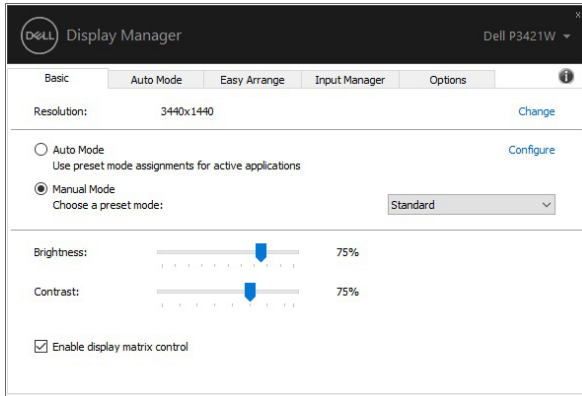 DELL Display Manager
Dell P3421W
x
Basic Auto Mode Easy Arrange Input Manager Options
Resolution: 3440x1440 Change
Auto Mode Configure
Use preset mode assignments for active applications
Manual Mode
Choose a preset mode: Standard
Brightness: 75%
Contrast: 75%
Enable display matrix control